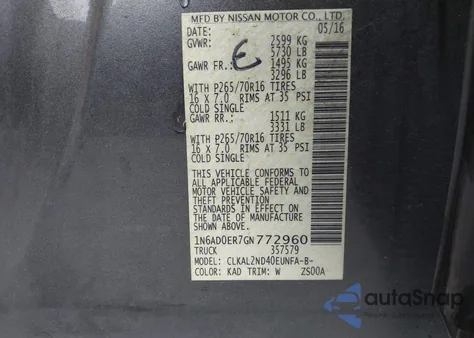 MFD BY NISSAN MOTOR CO., LTD.
DATE: 05/16
GVWR: 2599 KG
5730 LB
GAWR FR.: 1495 KG
3296 LB
E
WITH P265/70R16 TIRES
16 x 7.0 RIMS AT 35 PSI
COLD SINGLE
GAWR RR.: 1511 KG
3331 LB
WITH P265/70R16 TIRES
16 x 7.0 RIMS AT 35 PSI
COLD SINGLE
THIS VEHICLE CONFORMS TO
ALL APPLICABLE FEDERAL
MOTOR VEHICLE SAFETY
AND THEFT PREVENTION
STANDARDS IN EFFECT ON
THE DATE OF MANUFACTURE
SHOWN ABOVE.
1N6AD0ER7GN772960
TRUCK 357579
MODEL: CLKAL2ND40EUNFA-B-
COLOR: KAD TRIM: W ZS00A
autoSnap